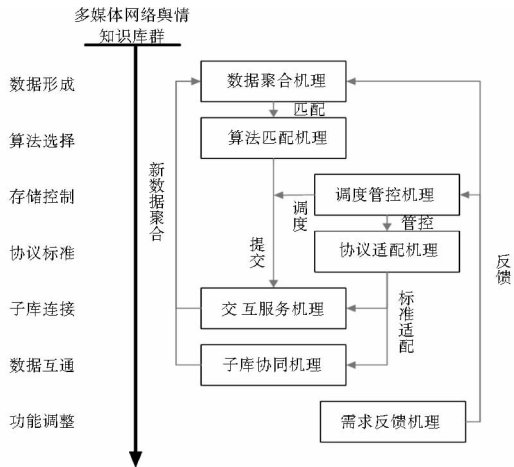 多媒体网络舆情
知识库群
数据形成
数据聚合机理
匹配
算法选择
算法匹配机理
新数据聚合
存储控制
调度管控机理
调度
管控
提交
协议标准
协议适配机理
反馈
子库连接
交互服务机理
标准适配
数据互通
子库协同机理
功能调整
需求反馈机理